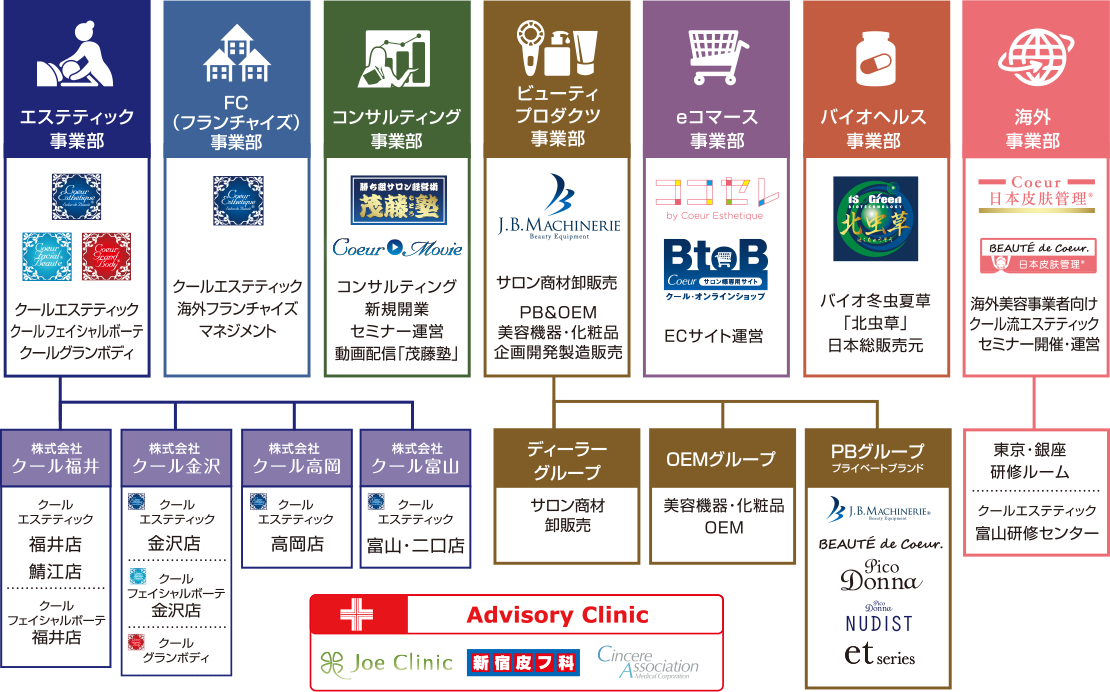 エステティック
事業部
Coeur
Esthetique
Coeur
Facial
Beaute
Coeur
Grand
Body
クールエステティック
クールフェイシャルボーテ
クールグランボディ
FC
（フランチャイズ）
事業部
Coeur
Esthetique
クールエステティック
海外フランチャイズ
マネジメント
コンサルティング
事業部
勝ち組サロン経営術
茂藤塾
Coeur Movie
コンサルティング
新規開業
セミナー運営
動画配信「茂藤塾」
ビューティ
プロダクツ
事業部
J.B.MACHINERIE
Beauty Equipment
サロン商材卸販売
PB&OEM
美容機器・化粧品
企画開発製造販売
eコマース
事業部
ココセレ
by Coeur Esthetique
BtoB
Coeur サロン様専用サイト
クール・オンラインショップ
ECサイト運営
バイオヘルス
事業部
IS Green
BIOTECHNOLOGY
北虫草
ほくちゅうそう
バイオ冬虫夏草
「北虫草」
日本総販売元
海外
事業部
Coeur
日本皮膚管理®
BEAUTÉ de Coeur.
日本皮膚管理®
海外美容事業者向け
クール流エステティック
セミナー開催・運営
株式会社
クール福井
クール
エステティック
福井店
鯖江店
クール
フェイシャルボーテ
福井店
株式会社
クール金沢
クール
エステティック
金沢店
クール
フェイシャルボーテ
金沢店
クール
グランボディ
株式会社
クール高岡
クール
エステティック
高岡店
株式会社
クール富山
クール
エステティック
富山・二口店
ディーラー
グループ
サロン商材
卸販売
OEMグループ
美容機器・化粧品
OEM
PBグループ
プライベートブランド
J.B.MACHINERIE®
Beauty Equipment
BEAUTÉ de Coeur.
Pico
Donna
Pico
Donna
NUDIST
et series
東京・銀座
研修ルーム
クールエステティック
富山研修センター
Advisory Clinic
Joe Clinic
新宿皮フ科
Cincere
Association
Medical Corporation